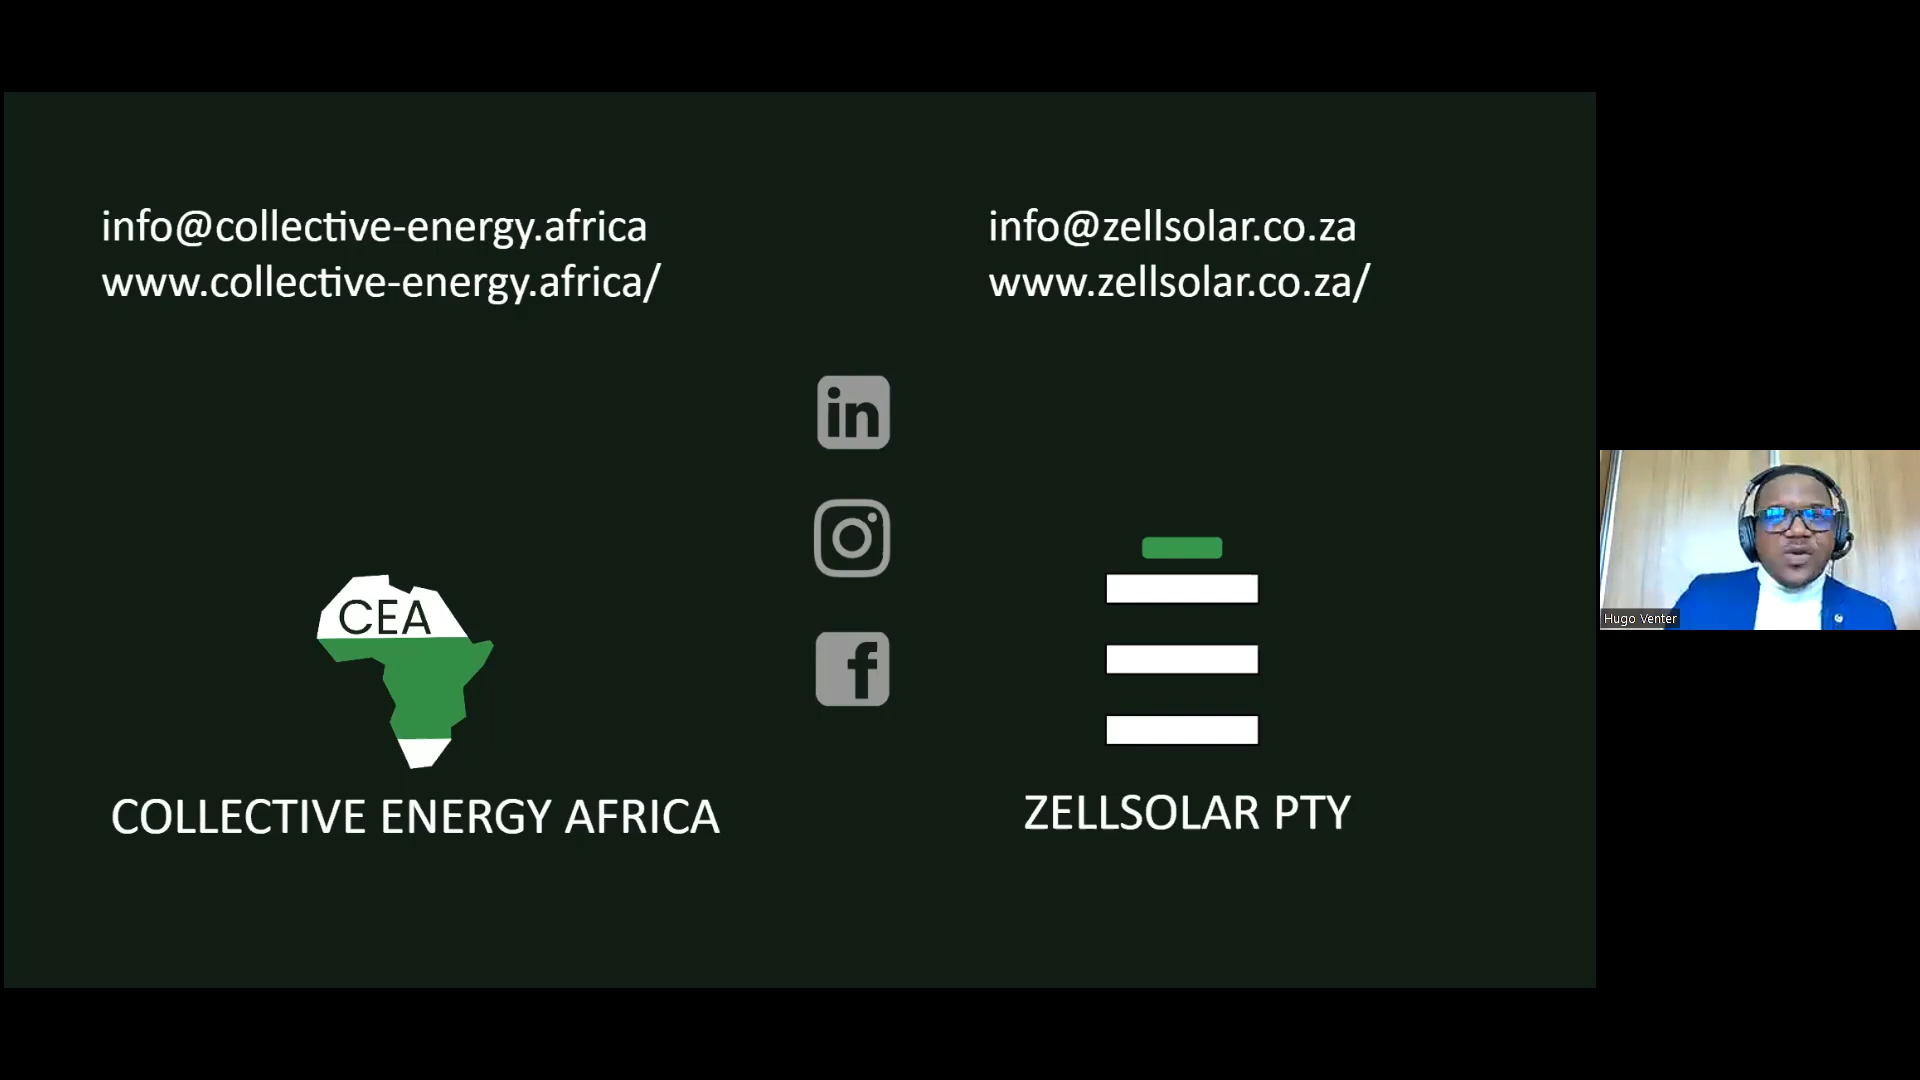 info@collective-energy.africa
www.collective-energy.africa/
info@zellsolar.co.za
www.zellsolar.co.za/
in
f
CEA
COLLECTIVE ENERGY AFRICA
ZELLSOLAR PTY
Hugo Venter